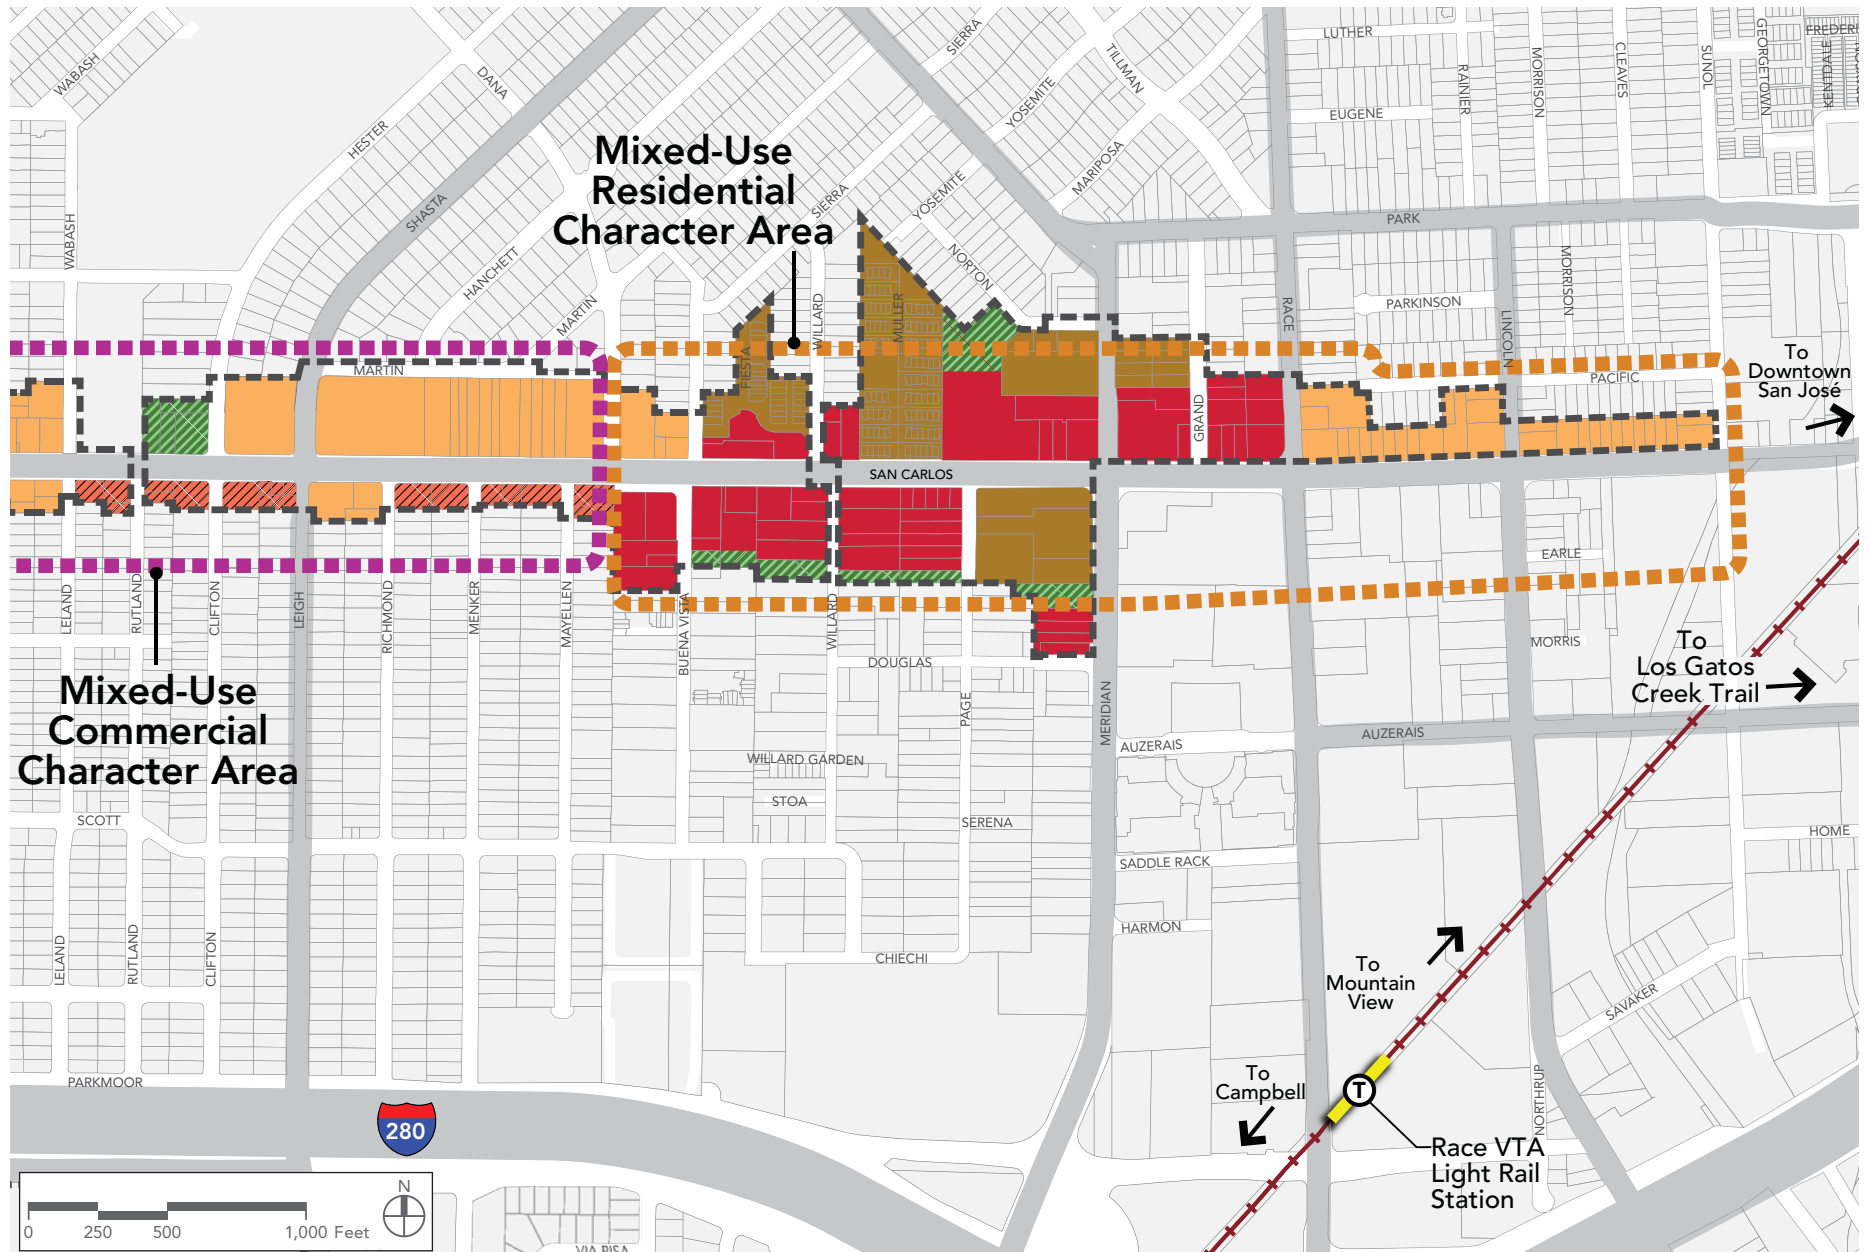 WABASH
DANA
SIERRA
TILLMAN
LUTHER
RAINIER
MORRISON
CLEAVES
SUNOL
GEORGETOWN
KENTDALE
HESTER
YOSEMITE
EUGENE
Mixed-Use
Residential
Character Area
MARIPOSA
SHASTA
SIERRA
YOSEMITE
PARK
WABASH
HANCHETT
NORTON
MORRISON
MARTIN
WILLARD
MULLER
RACE
PARKINSON
LINCOLN
FIESTA
MARTIN
PACIFIC
To
Downtown
San José
GRAND
SAN CARLOS
EARLE
LELAND
RUTLAND
CLIFTON
LEIGH
RICHMOND
MENKER
MAYELLEN
BUENA VISTA
WILLARD
DOUGLAS
MORRIS
To
Los Gatos
Creek Trail
Mixed-Use
Commercial
Character Area
PAGE
MERIDIAN
AUZERAIS
AUZERAIS
WILLARD GARDEN
STOA
SERENA
SCOTT
HOME
SADDLE RACK
HARMON
LELAND
RUTLAND
CLIFTON
CHIECHI
To
Mountain
View
SAVAKER
PARKMOOR
To
Campbell
T
NORTHRUP
280
Race VTA
Light Rail
Station
N
0 250 500 1,000 Feet
VIA PISA